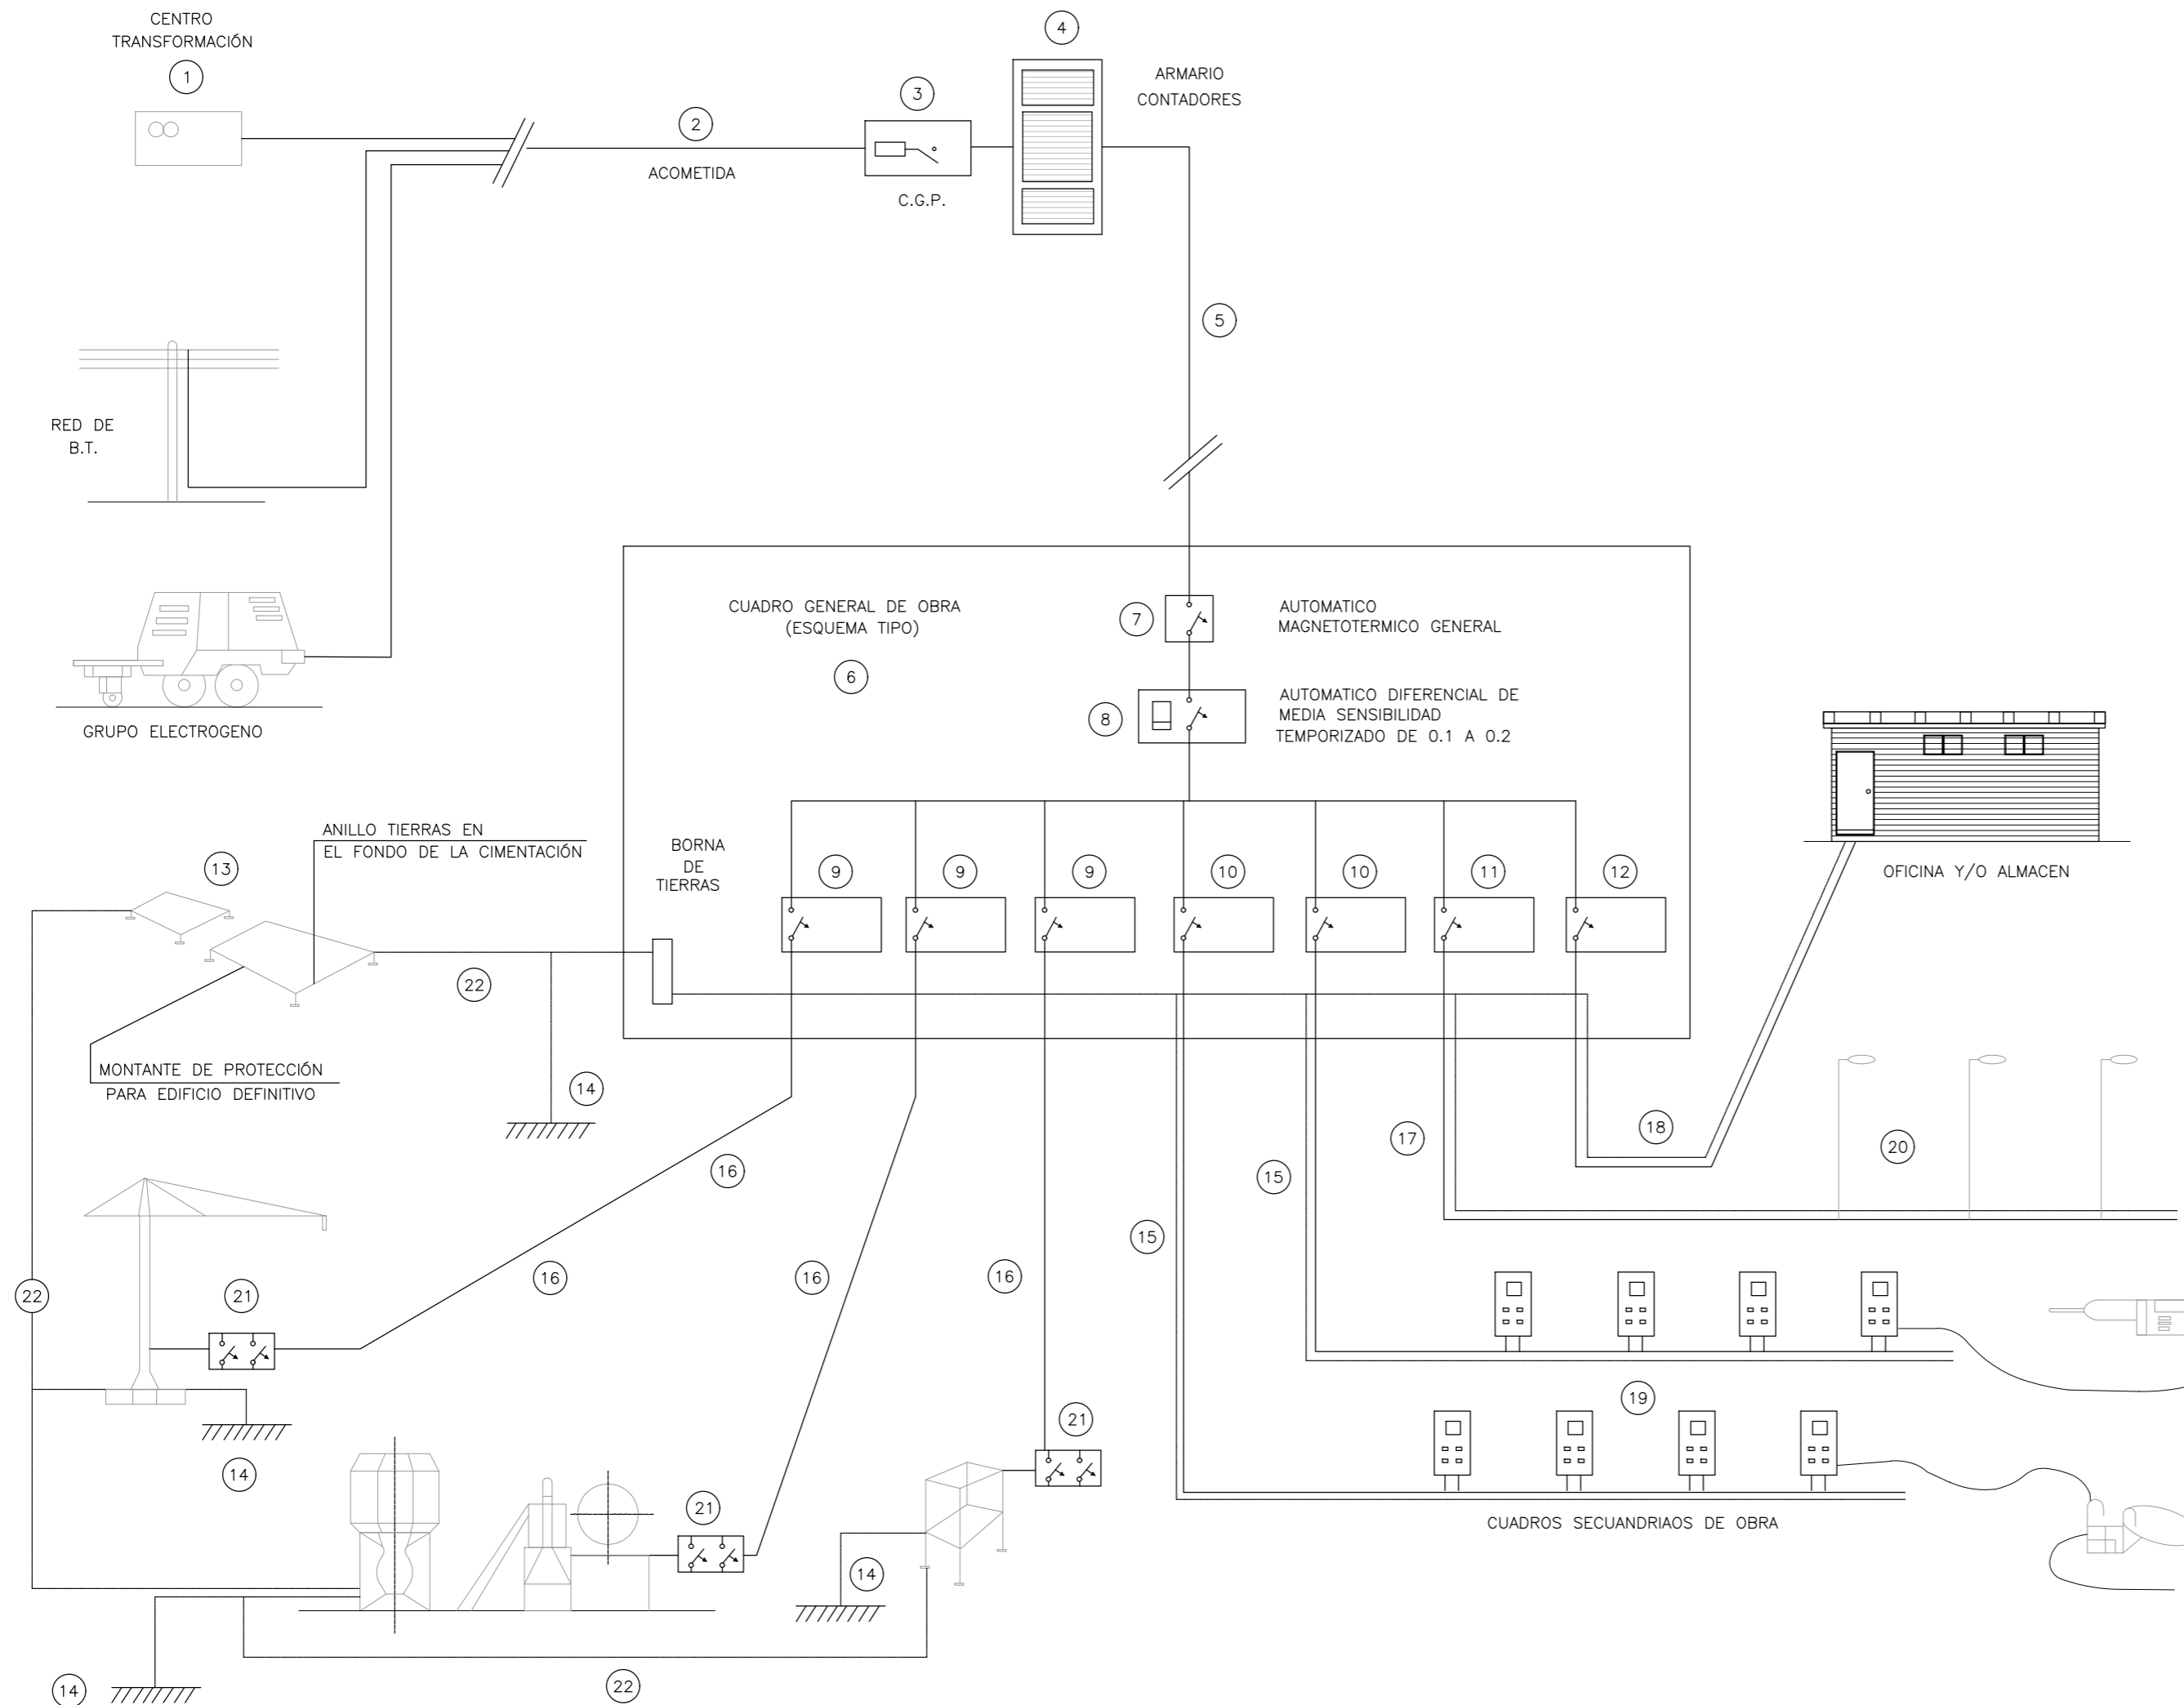 CENTRO
TRANSFORMACIÓN
1
2
ACOMETIDA
3
C.G.P.
4
ARMARIO
CONTADORES
5
RED DE
B.T.
GRUPO ELECTROGENO
CUADRO GENERAL DE OBRA
(ESQUEMA TIPO)
6
7
AUTOMATICO
MAGNETOTERMICO GENERAL
8
AUTOMATICO DIFERENCIAL DE
MEDIA SENSIBILIDAD
TEMPORIZADO DE 0.1 A 0.2
OFICINA Y/O ALMACEN
ANILLO TIERRAS EN
EL FONDO DE LA CIMENTACIÓN
13
BORNA
DE
TIERRAS
9
9
9
10
10
11
12
22
MONTANTE DE PROTECCIÓN
PARA EDIFICIO DEFINITIVO
14
16
16
16
16
15
15
17
18
20
22
21
14
21
21
14
19
CUADROS SECUANDRIAOS DE OBRA
14
22